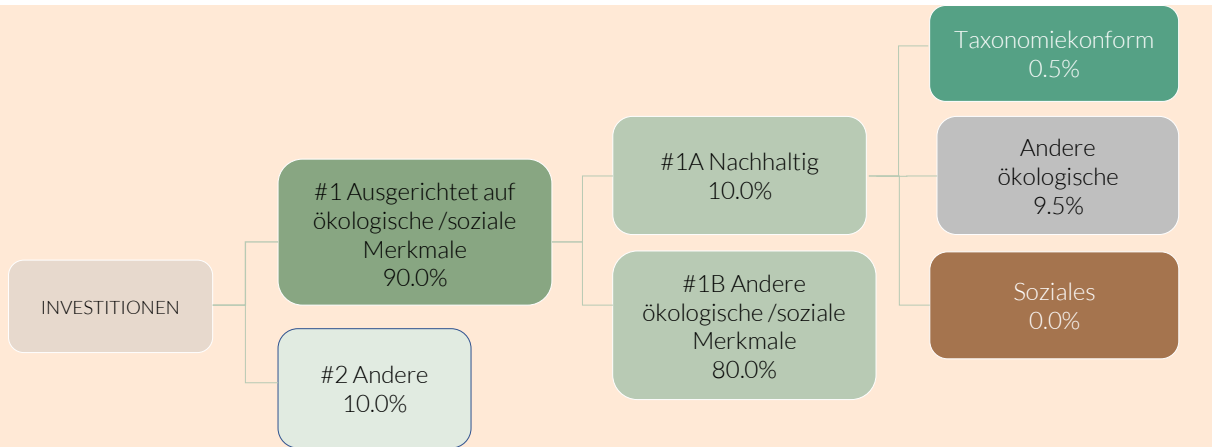 INVESTITIONEN
#1 Ausgerichtet auf
ökologische /soziale
Merkmale
90.0%
#2 Andere
10.0%
#1A Nachhaltig
10.0%
#1B Andere
ökologische /soziale
Merkmale
80.0%
Taxonomiekonform
0.5%
Andere
ökologische
9.5%
Soziales
0.0%